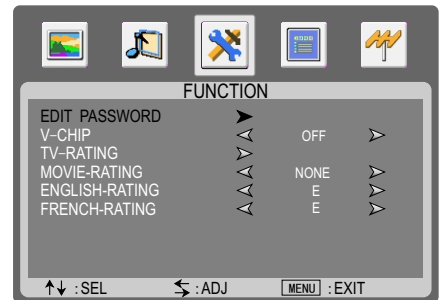 FUNCTION
EDIT PASSWORD
V-CHIP OFF
TV-RATING
MOVIE-RATING NONE
ENGLISH-RATING E
FRENCH-RATING E
:SEL :ADJ MENU :EXIT